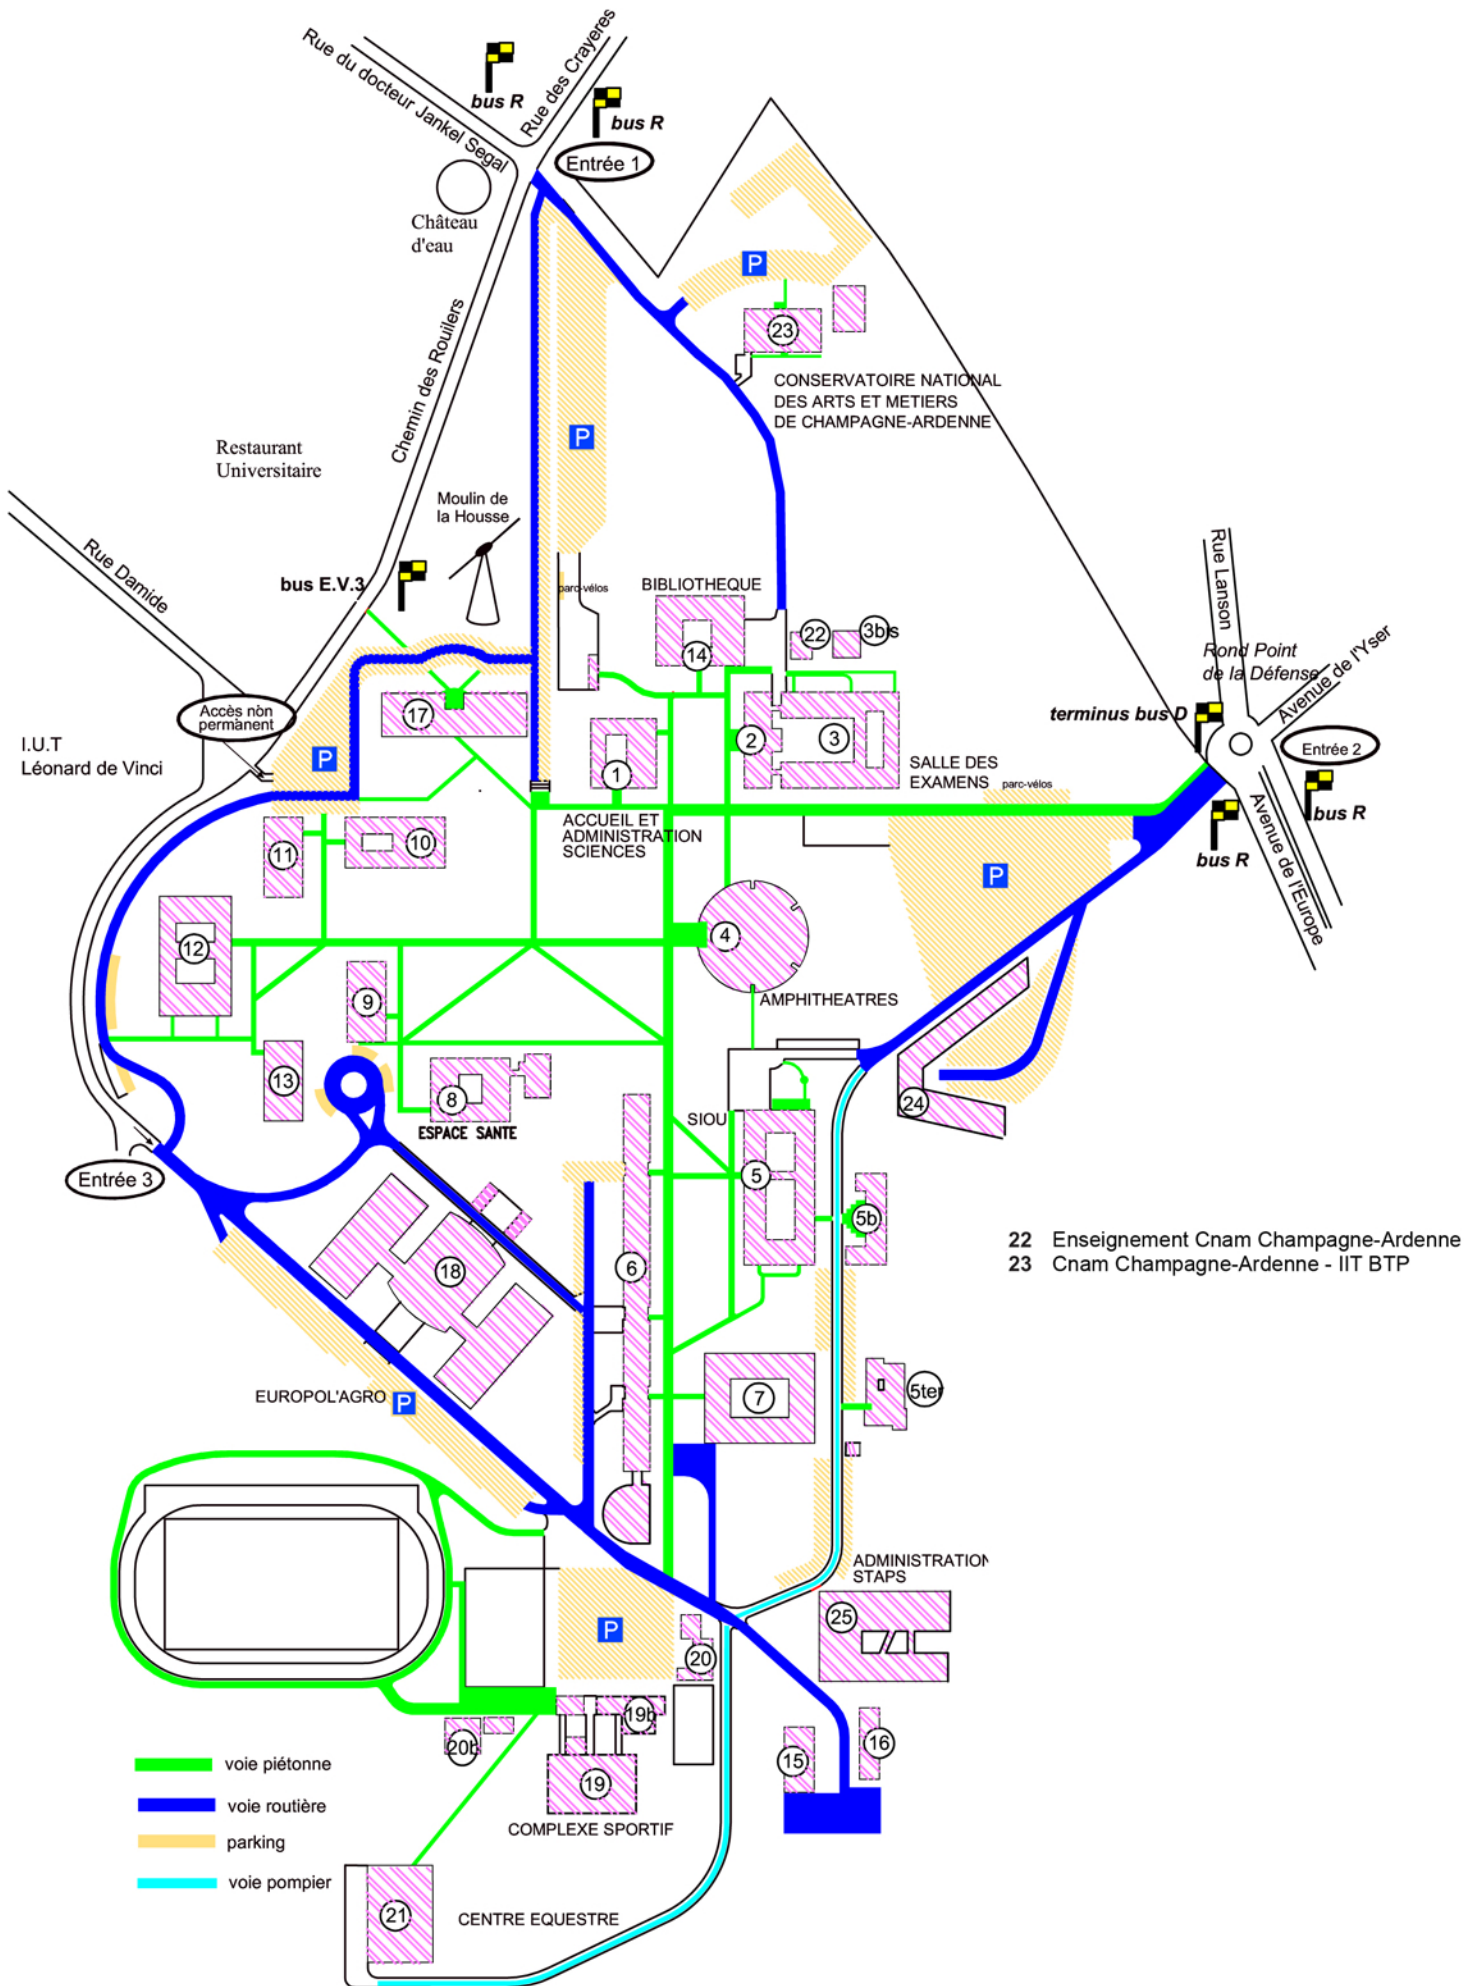 Rue du docteur Jankel Segal
bus R
Rue des Crayeres
bus R
Entrée 1
Château
d'eau
P
23
CONSERVATOIRE NATIONAL
DES ARTS ET METIERS
DE CHAMPAGNE-ARDENNE
Chemin des Rouilers
P
Restaurant
Universitaire
Moulin de
la Housse
Rue Damide
bus E.V.3
parc-vélos
BIBLIOTHEQUE
14
22
3bis
Rue Lanson
Rond Point
de la Défense
Avenue de l'Yser
terminus bus D
Entrée 2
bus R
bus R
Avenue de l'Europe
Accès non
permanent
17
I.U.T
Léonard de Vinci
P
1
2
3
SALLE DES
EXAMENS
parc-vélos
ACCUEIL ET
ADMINISTRATION
SCIENCES
11
10
P
12
4
9
AMPHITHEATRES
13
8
ESPACE SANTE
24
SIOU
5
5b
Entrée 3
22 Enseignement Cnam Champagne-Ardenne
23 Cnam Champagne-Ardenne - IIT BTP
18
6
EUROPOL'AGRO
P
7
5ter
ADMINISTRATION
STAPS
25
P
20
19b
20b
16
15
19
COMPLEXE SPORTIF
voie piétonne
voie routière
parking
voie pompier
21
CENTRE EQUESTRE